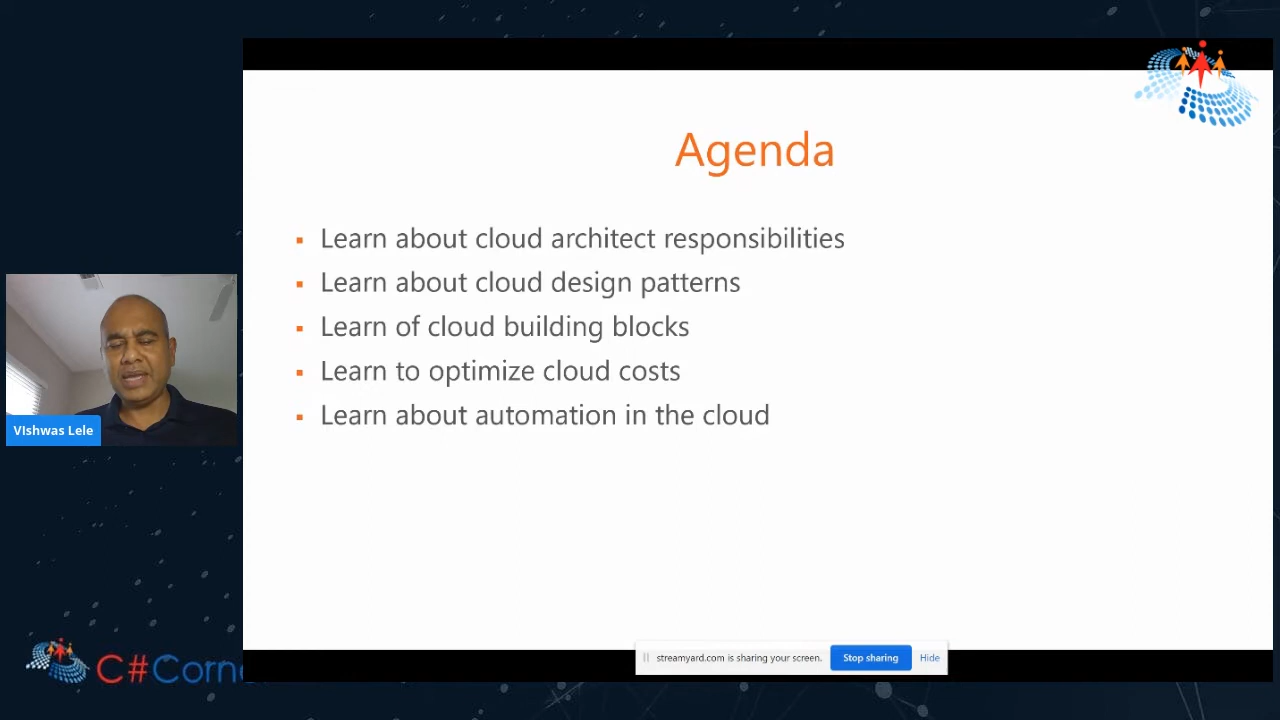 Agenda
Learn about cloud architect responsibilities
Learn about cloud design patterns
Learn of cloud building blocks
Learn to optimize cloud costs
Learn about automation in the cloud
VIshwas Lele
C#Corne
streamyard.com is sharing your screen.
Stop sharing
Hide